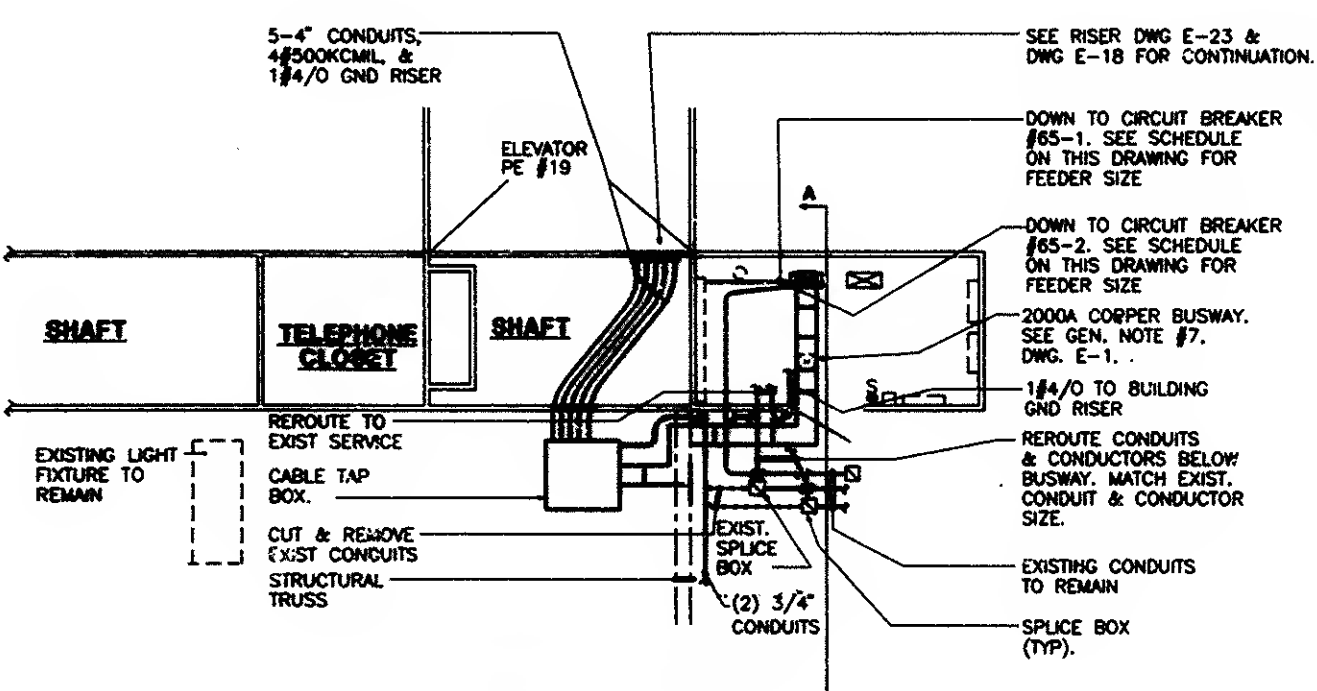 5-4" CONDUITS,
4#500KCMIL, &
1#4/0 GND RISER
SEE RISER DWG E-23 &
DWG E-18 FOR CONTINUATION.
ELEVATOR
PE #19
DOWN TO CIRCUIT BREAKER
#65-1. SEE SCHEDULE
ON THIS DRAWING FOR
FEEDER SIZE
A
DOWN TO CIRCUIT BREAKER
#65-2. SEE SCHEDULE
ON THIS DRAWING FOR
FEEDER SIZE
SHAFT
TELEPHONE
CLOSET
SHAFT
2000A COPPER BUSWAY.
SEE GEN. NOTE #7.
DWG. E-1.
S
1#4/0 TO BUILDING
GND RISER
REROUTE TO
EXIST SERVICE
EXISTING LIGHT
FIXTURE TO
REMAIN
CABLE TAP
BOX.
REROUTE CONDUITS
& CONDUCTORS BELOW
BUSWAY. MATCH EXIST.
CONDUIT & CONDUCTOR
SIZE.
CUT & REMOVE
EXIST CONDUITS
EXIST.
SPLICE
BOX
STRUCTURAL
TRUSS
(2) 3/4"
CONDUITS
EXISTING CONDUITS
TO REMAIN
SPLICE BOX
(TYP).